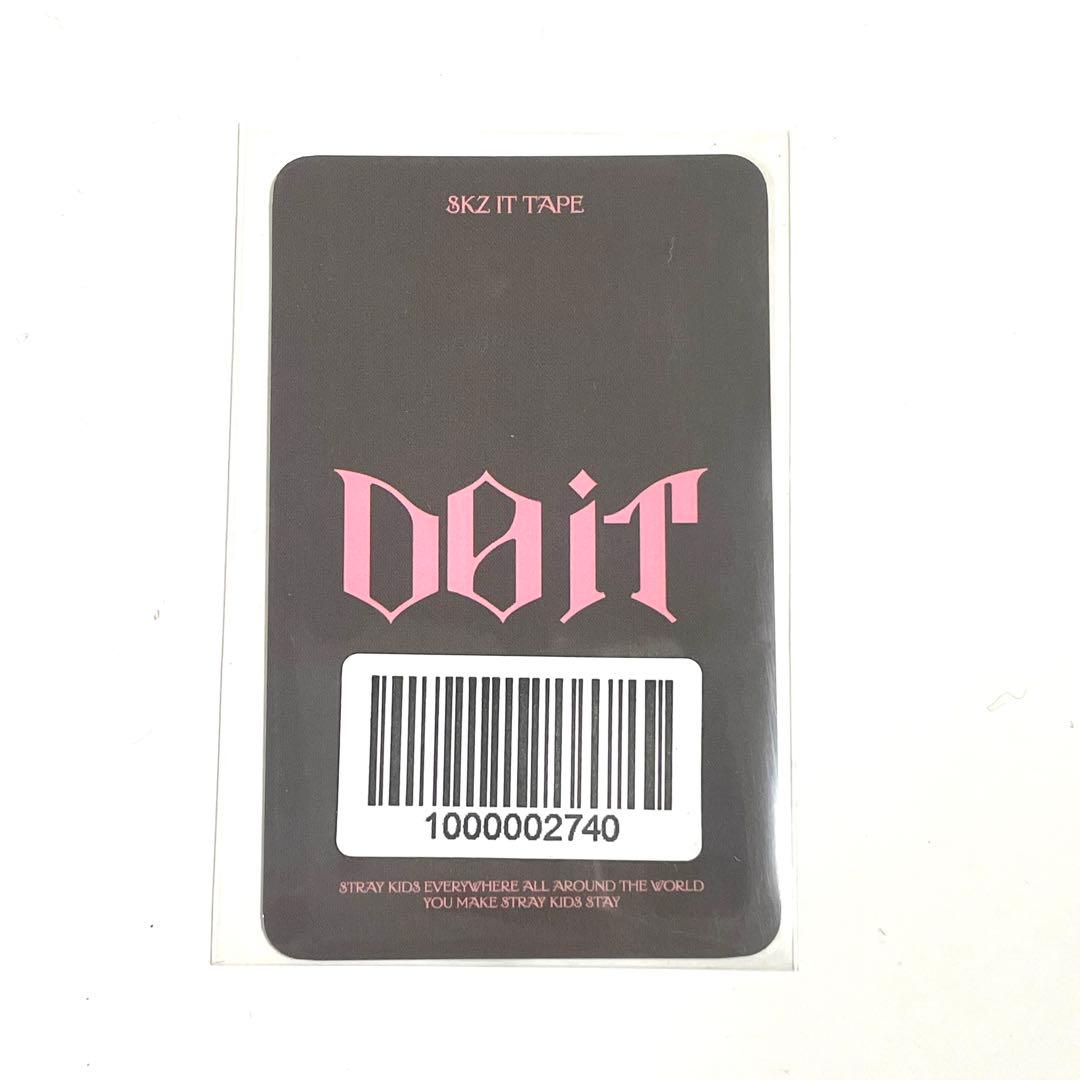 SKZ IT TAPE
DO iT
1000002740
STRAY KIDS EVERYWHERE ALL AROUND THE WORLD
YOU MAKE STRAY KIDS STAY